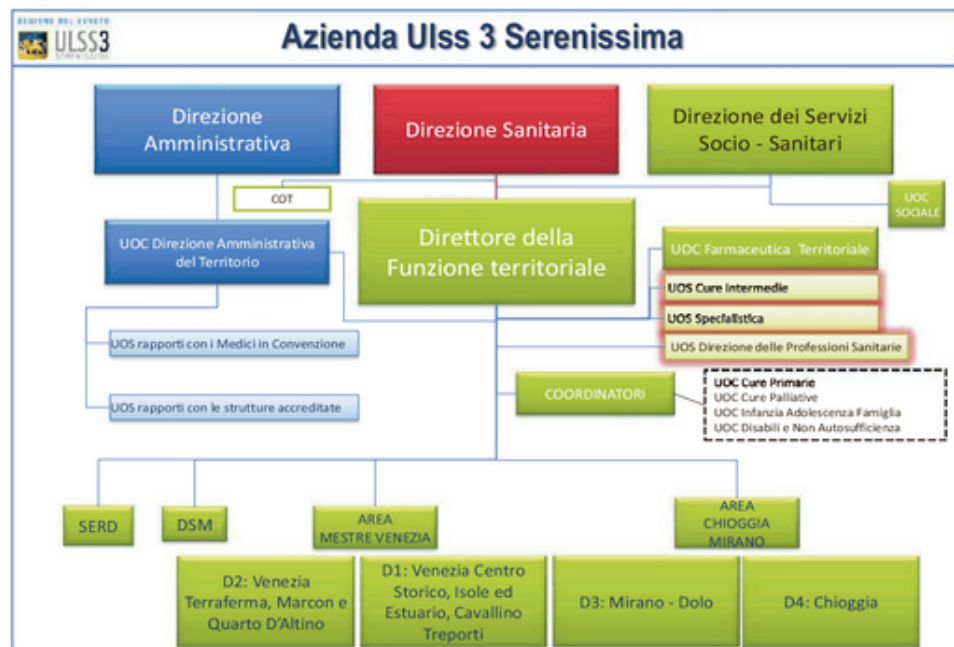 REGIONE DEL VENETO
ULSS3
SERENISSIMA
Azienda Ulss 3 Serenissima
Direzione
Amministrativa
Direzione Sanitaria
Direzione dei Servizi
Socio - Sanitari
COT
UOC
SOCIALE
UOC Direzione Amministrativa
del Territorio
Direttore della
Funzione territoriale
UOC Farmaceutica Territoriale
UOS Cure Intermedie
UOS Specialistica
UOS Direzione delle Professioni Sanitarie
UOS rapporti con i Medici in Convenzione
UOS rapporti con le strutture accreditate
COORDINATORI
UOC Cure Primarie
UOC Cure Palliative
UOC Infanzia Adolescenza Famiglia
UOC Disabili e Non Autosufficienza
SERD
DSM
AREA
MESTRE VENEZIA
AREA
CHIOGGIA
MIRANO
D2: Venezia
Terraferma, Marcon e
Quarto D'Altino
D1: Venezia Centro
Storico, Isole ed
Estuario, Cavallino
Treporti
D3: Mirano - Dolo
D4: Chioggia